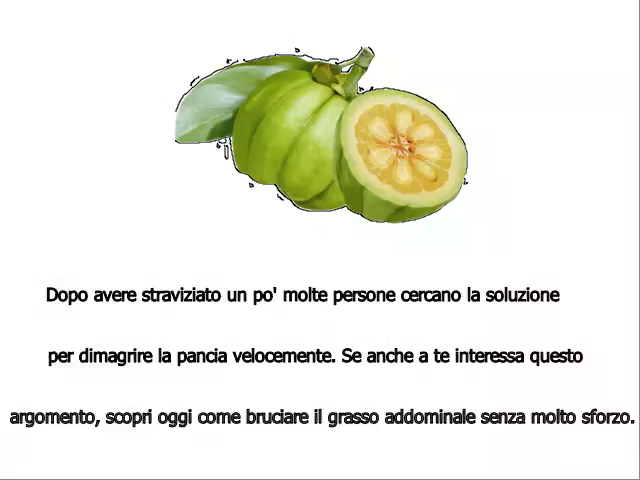 Dopo avere straviziato un po' molte persone cercano la soluzione
per dimagrire la pancia velocemente. Se anche a te interessa questo
argomento, scopri oggi come bruciare il grasso addominale senza molto sforzo.